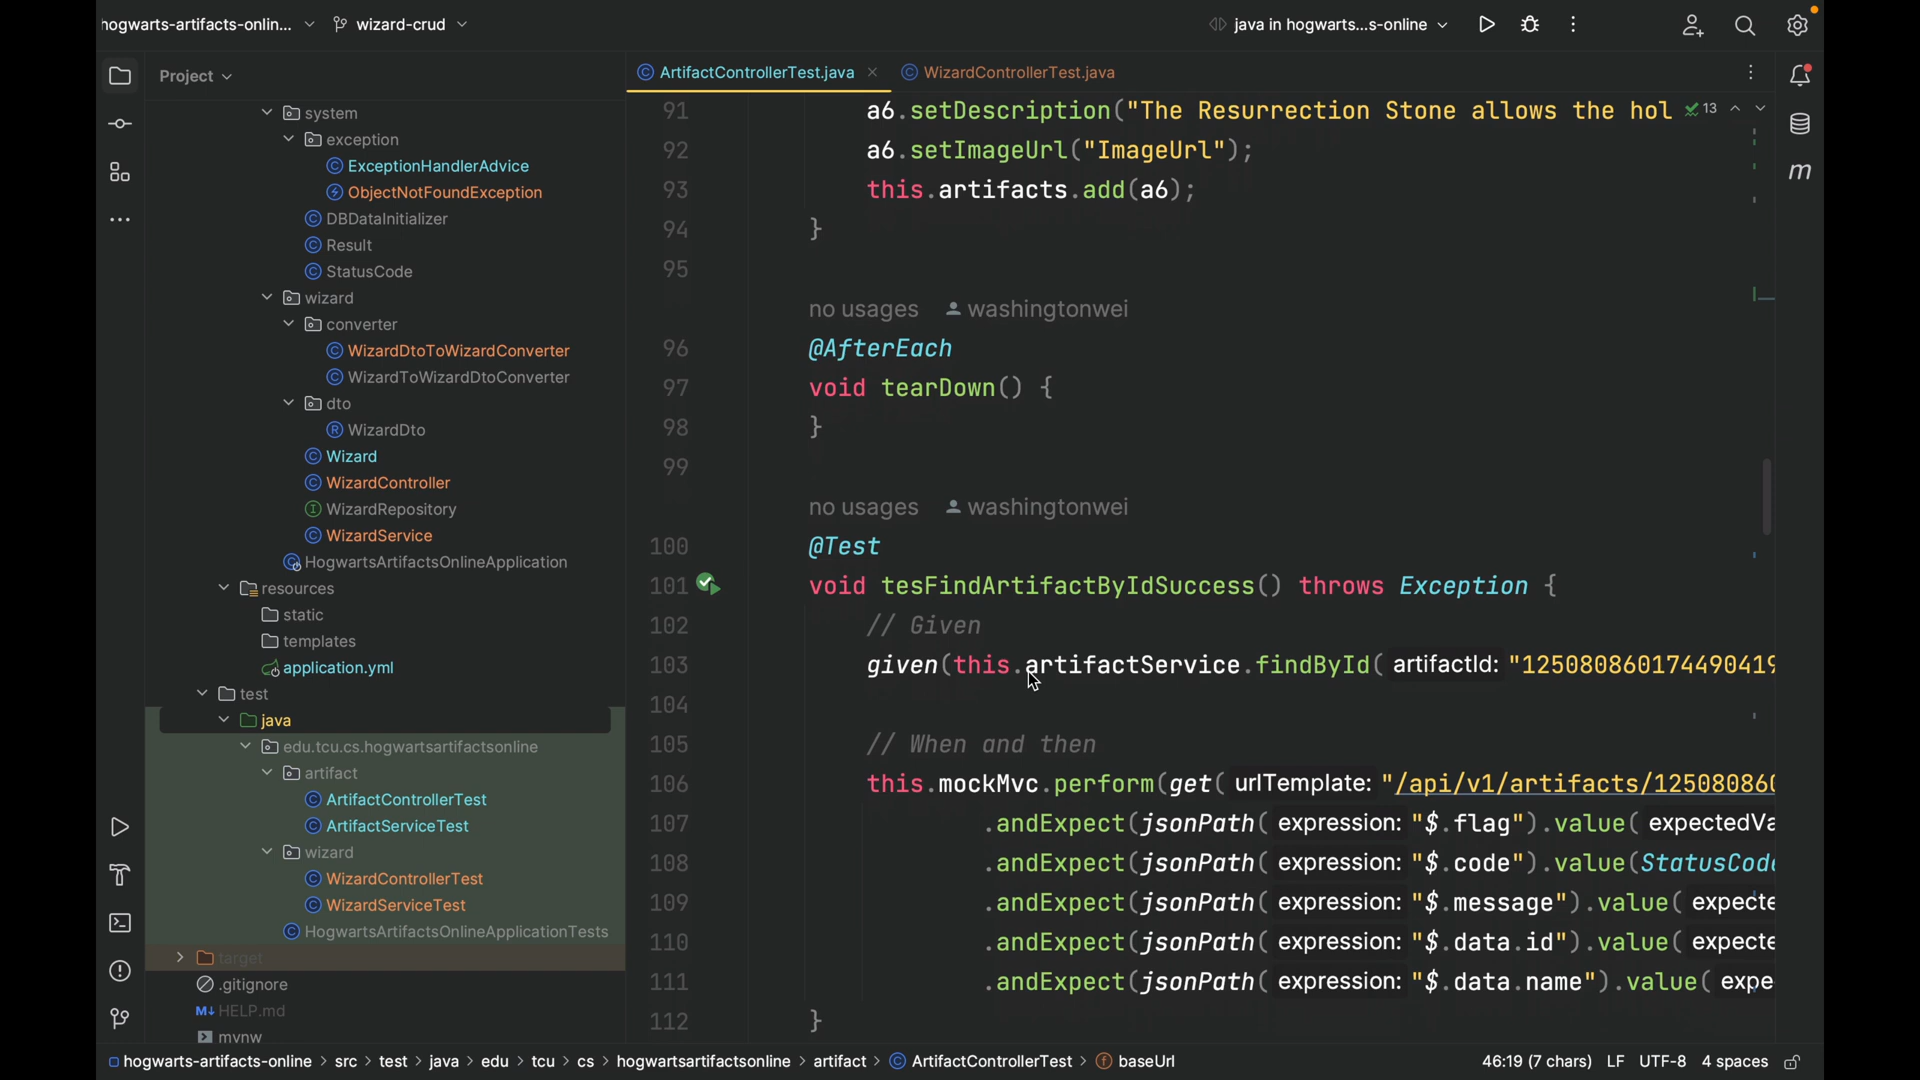 hogwarts-artifacts-onlin...
wizard-crud
java in hogwarts...s-online
Project
system
exception
ExceptionHandlerAdvice
ObjectNotFoundException
DBDataInitializer
Result
StatusCode
wizard
converter
WizardDtoToWizardConverter
WizardToWizardDtoConverter
dto
WizardDto
Wizard
WizardController
WizardRepository
WizardService
HogwartsArtifactsOnlineApplication
resources
static
templates
application.yml
test
java
edu.tcu.cs.hogwartsartifactsonline
artifact
ArtifactControllerTest
ArtifactServiceTest
wizard
WizardControllerTest
WizardServiceTest
HogwartsArtifactsOnlineApplicationTests
target
.gitignore
HELP.md
mvnw
ArtifactControllerTest.java
WizardControllerTest.java
13
91 a6.setDescription("The Resurrection Stone allows the hol
92 a6.setImageUrl("ImageUrl");
93 this.artifacts.add(a6);
94 }
95
no usages washingtonwei
96 @AfterEach
97 void tearDown() {
98 }
99
no usages washingtonwei
100 @Test
101 void tesFindArtifactByIdSuccess() throws Exception {
102 // Given
103 given(this.artifactService.findById( artifactId: "125080860174490419
104
105 // When and then
106 this.mockMvc.perform(get( urlTemplate: "/api/v1/artifacts/125080860
107 .andExpect(jsonPath( expression: "$.flag").value( expectedVa
108 .andExpect(jsonPath( expression: "$.code").value(StatusCode
109 .andExpect(jsonPath( expression: "$.message").value( expecte
110 .andExpect(jsonPath( expression: "$.data.id").value( expecte
111 .andExpect(jsonPath( expression: "$.data.name").value( expe
112 }
hogwarts-artifacts-online > src > test > java > edu > tcu > cs > hogwartsartifactsonline > artifact > ArtifactControllerTest > baseUrl
46:19 (7 chars) LF UTF-8 4 spaces